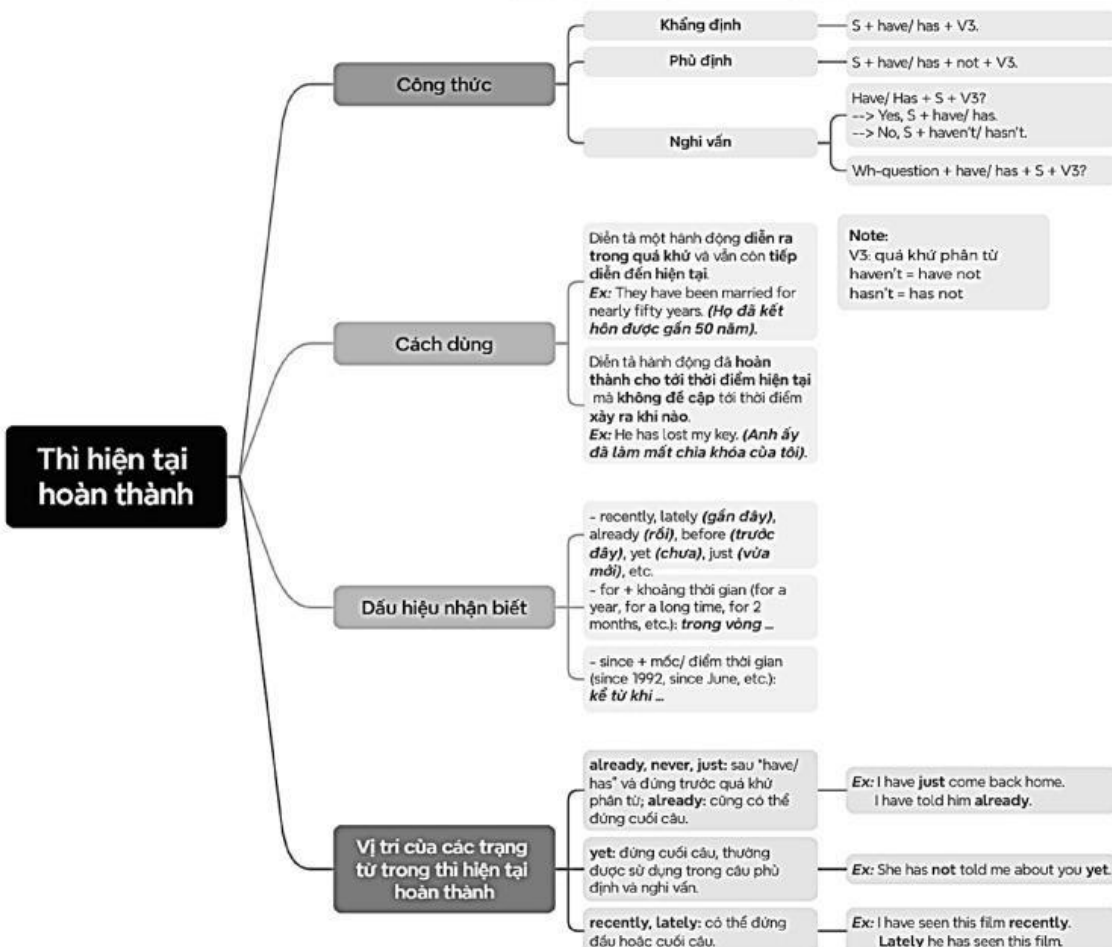 Thì hiện tại
hoàn thành
Công thức
Khẳng định
S + have/ has + V3.
Phủ định
S + have/ has + not + V3.
Nghi vấn
Have/ Has + S + V3?
--> Yes, S + have/ has.
--> No, S + haven't/ hasn't.
Wh-question + have/ has + S + V3?
Cách dùng
Diễn tả một hành động diễn ra
trong quá khứ và vẫn còn tiếp
diễn đến hiện tại.
Ex: They have been married for
nearly fifty years. (Họ đã kết
hôn được gần 50 năm).
Diễn tả hành động đã hoàn
thành cho tới thời điểm hiện tại
mà không đề cập tới thời điểm
xảy ra khi nào.
Ex: He has lost my key. (Anh ấy
đã làm mất chìa khóa của tôi).
Note:
V3: quá khứ phân từ
haven't = have not
hasn't = has not
Dấu hiệu nhận biết
- recently, lately (gần đây),
already (rồi), before (trước
đây), yet (chưa), just (vừa
mới), etc.
- for + khoảng thời gian (for a
year, for a long time, for 2
months, etc.): trong vòng ...
- since + mốc/ điểm thời gian
(since 1992, since June, etc.):
kể từ khi ...
Vị trí của các trạng
từ trong thì hiện tại
hoàn thành
already, never, just: sau "have/
has" và đứng trước quá khứ
phân từ; already: cũng có thể
đứng cuối câu.
Ex: I have just come back home.
I have told him already.
yet: đứng cuối câu, thường
được sử dụng trong câu phủ
định và nghi vấn.
Ex: She has not told me about you yet.
recently, lately: có thể đứng
đầu hoặc cuối câu.
Ex: I have seen this film recently.
Lately he has seen this film.